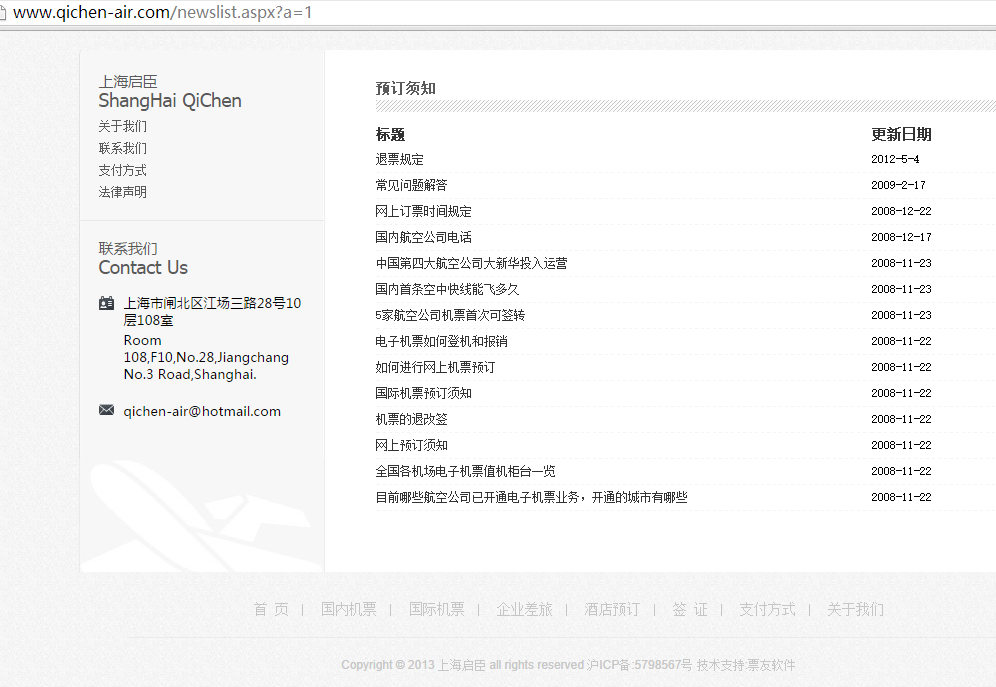 www.qichen-air.com/newslist.aspx?a=1
上海启臣
ShangHai QiChen
关于我们
联系我们
支付方式
法律声明
联系我们
Contact Us
上海市闸北区江场三路28号10
层108室
Room
108,F10,No.28,Jiangchang
No.3 Road,Shanghai.
qichen-air@hotmail.com
预订须知
标题 更新日期
退票规定 2012-5-4
常见问题解答 2009-2-17
网上订票时间规定 2008-12-22
国内航空公司电话 2008-12-17
中国第四大航空公司大新华投入运营 2008-11-23
国内首条空中快线能飞多久 2008-11-23
5家航空公司机票首次可签转 2008-11-23
电子机票如何登机和报销 2008-11-22
如何进行网上机票预订 2008-11-22
国际机票预订须知 2008-11-22
机票的退改签 2008-11-22
网上预订须知 2008-11-22
全国各机场电子机票值机柜台一览 2008-11-22
目前哪些航空公司已开通电子机票业务，开通的城市有哪些 2008-11-22
首 页 | 国内机票 | 国际机票 | 企业差旅 | 酒店预订 | 签 证 | 支付方式 | 关于我们
Copyright © 2013 上海启臣 all rights reserved 沪ICP备:5798567号 技术支持:票友软件